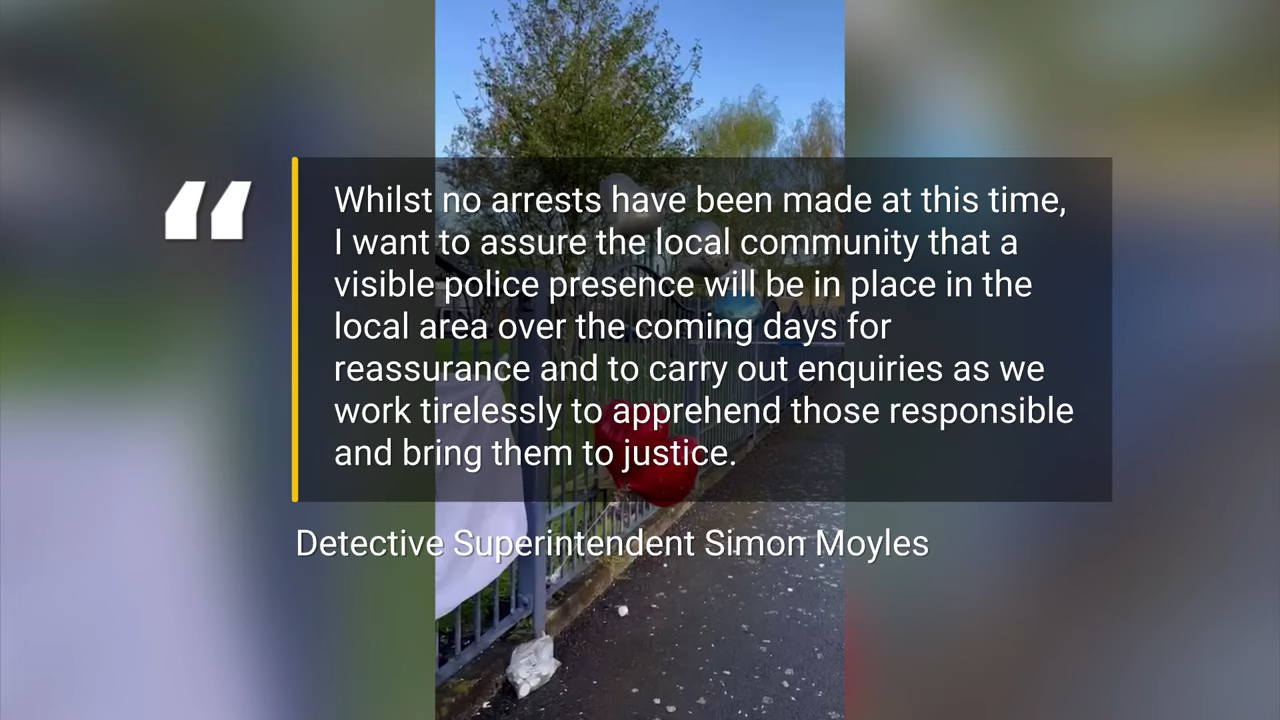 “
Whilst no arrests have been made at this time,
I want to assure the local community that a
visible police presence will be in place in the
local area over the coming days for
reassurance and to carry out enquiries as we
work tirelessly to apprehend those responsible
and bring them to justice.
Detective Superintendent Simon Moyles